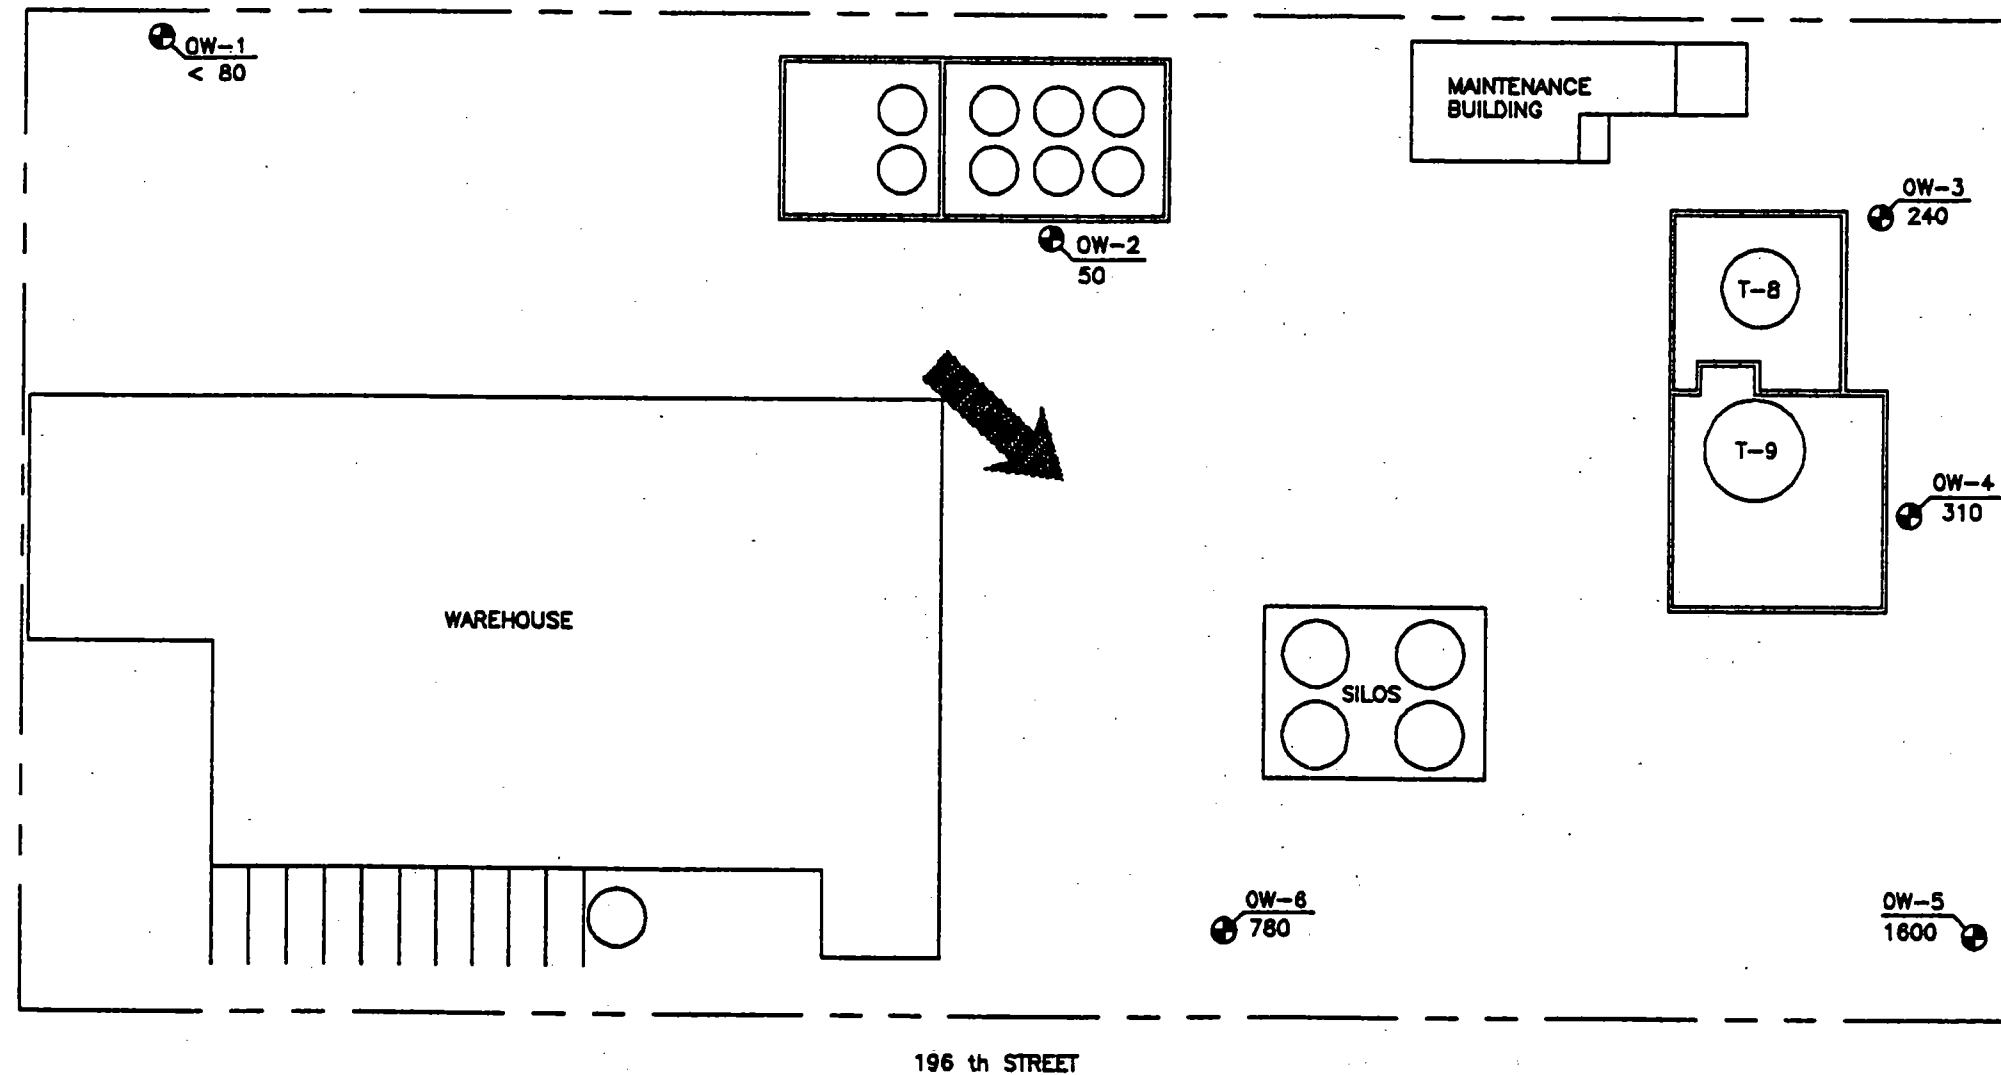 OW-1
< 80
MAINTENANCE
BUILDING
OW-3
240
OW-2
50
T-8
T-9
OW-4
310
WAREHOUSE
SILOS
OW-6
780
OW-5
1600
196 th STREET